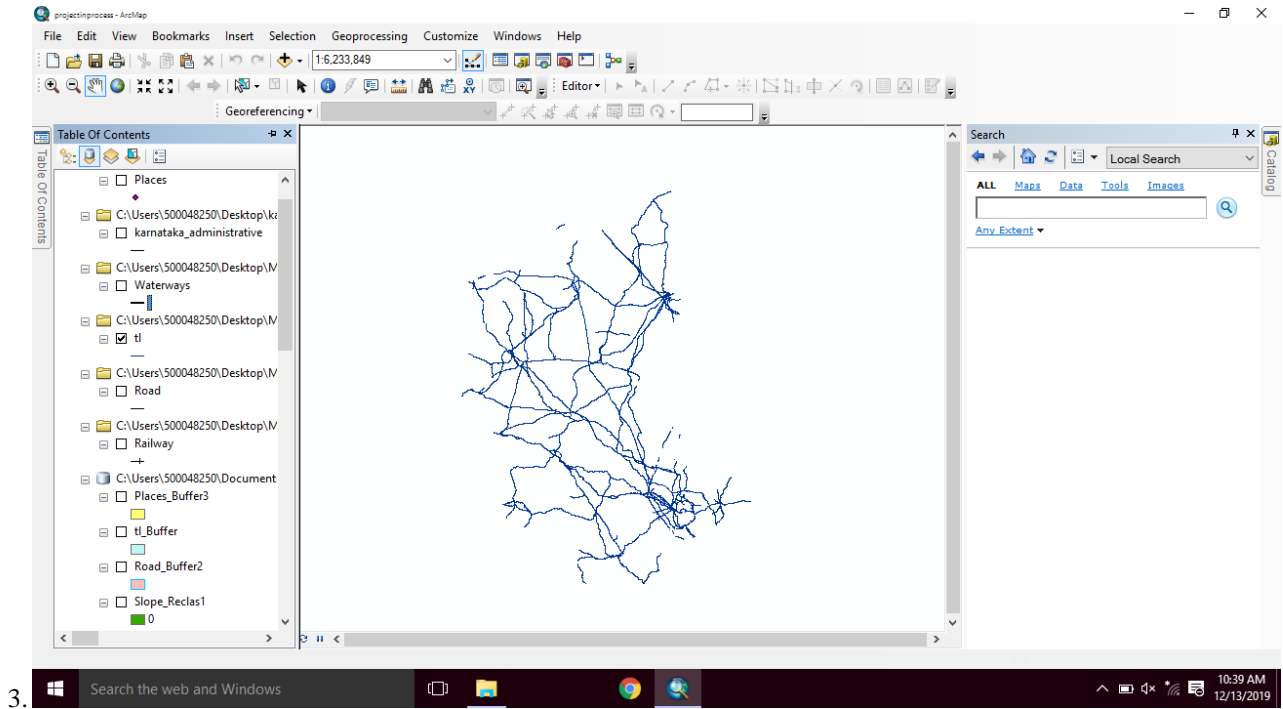 projectinprocess - ArcMap
File Edit View Bookmarks Insert Selection Geoprocessing Customize Windows Help
1:6,233,849
Editor
Georeferencing
Table Of Contents
Table Of Contents
Places
C:\Users\500048250\Desktop\ka
karnataka_administrative
C:\Users\500048250\Desktop\M
Waterways
C:\Users\500048250\Desktop\M
tl
C:\Users\500048250\Desktop\M
Road
C:\Users\500048250\Desktop\M
Railway
C:\Users\500048250\Document
Places_Buffer3
tl_Buffer
Road_Buffer2
Slope_Reclas1
0
Search
Local Search
ALL Maps Data Tools Images
Any Extent
Catalog
3.
Search the web and Windows
10:39 AM
12/13/2019